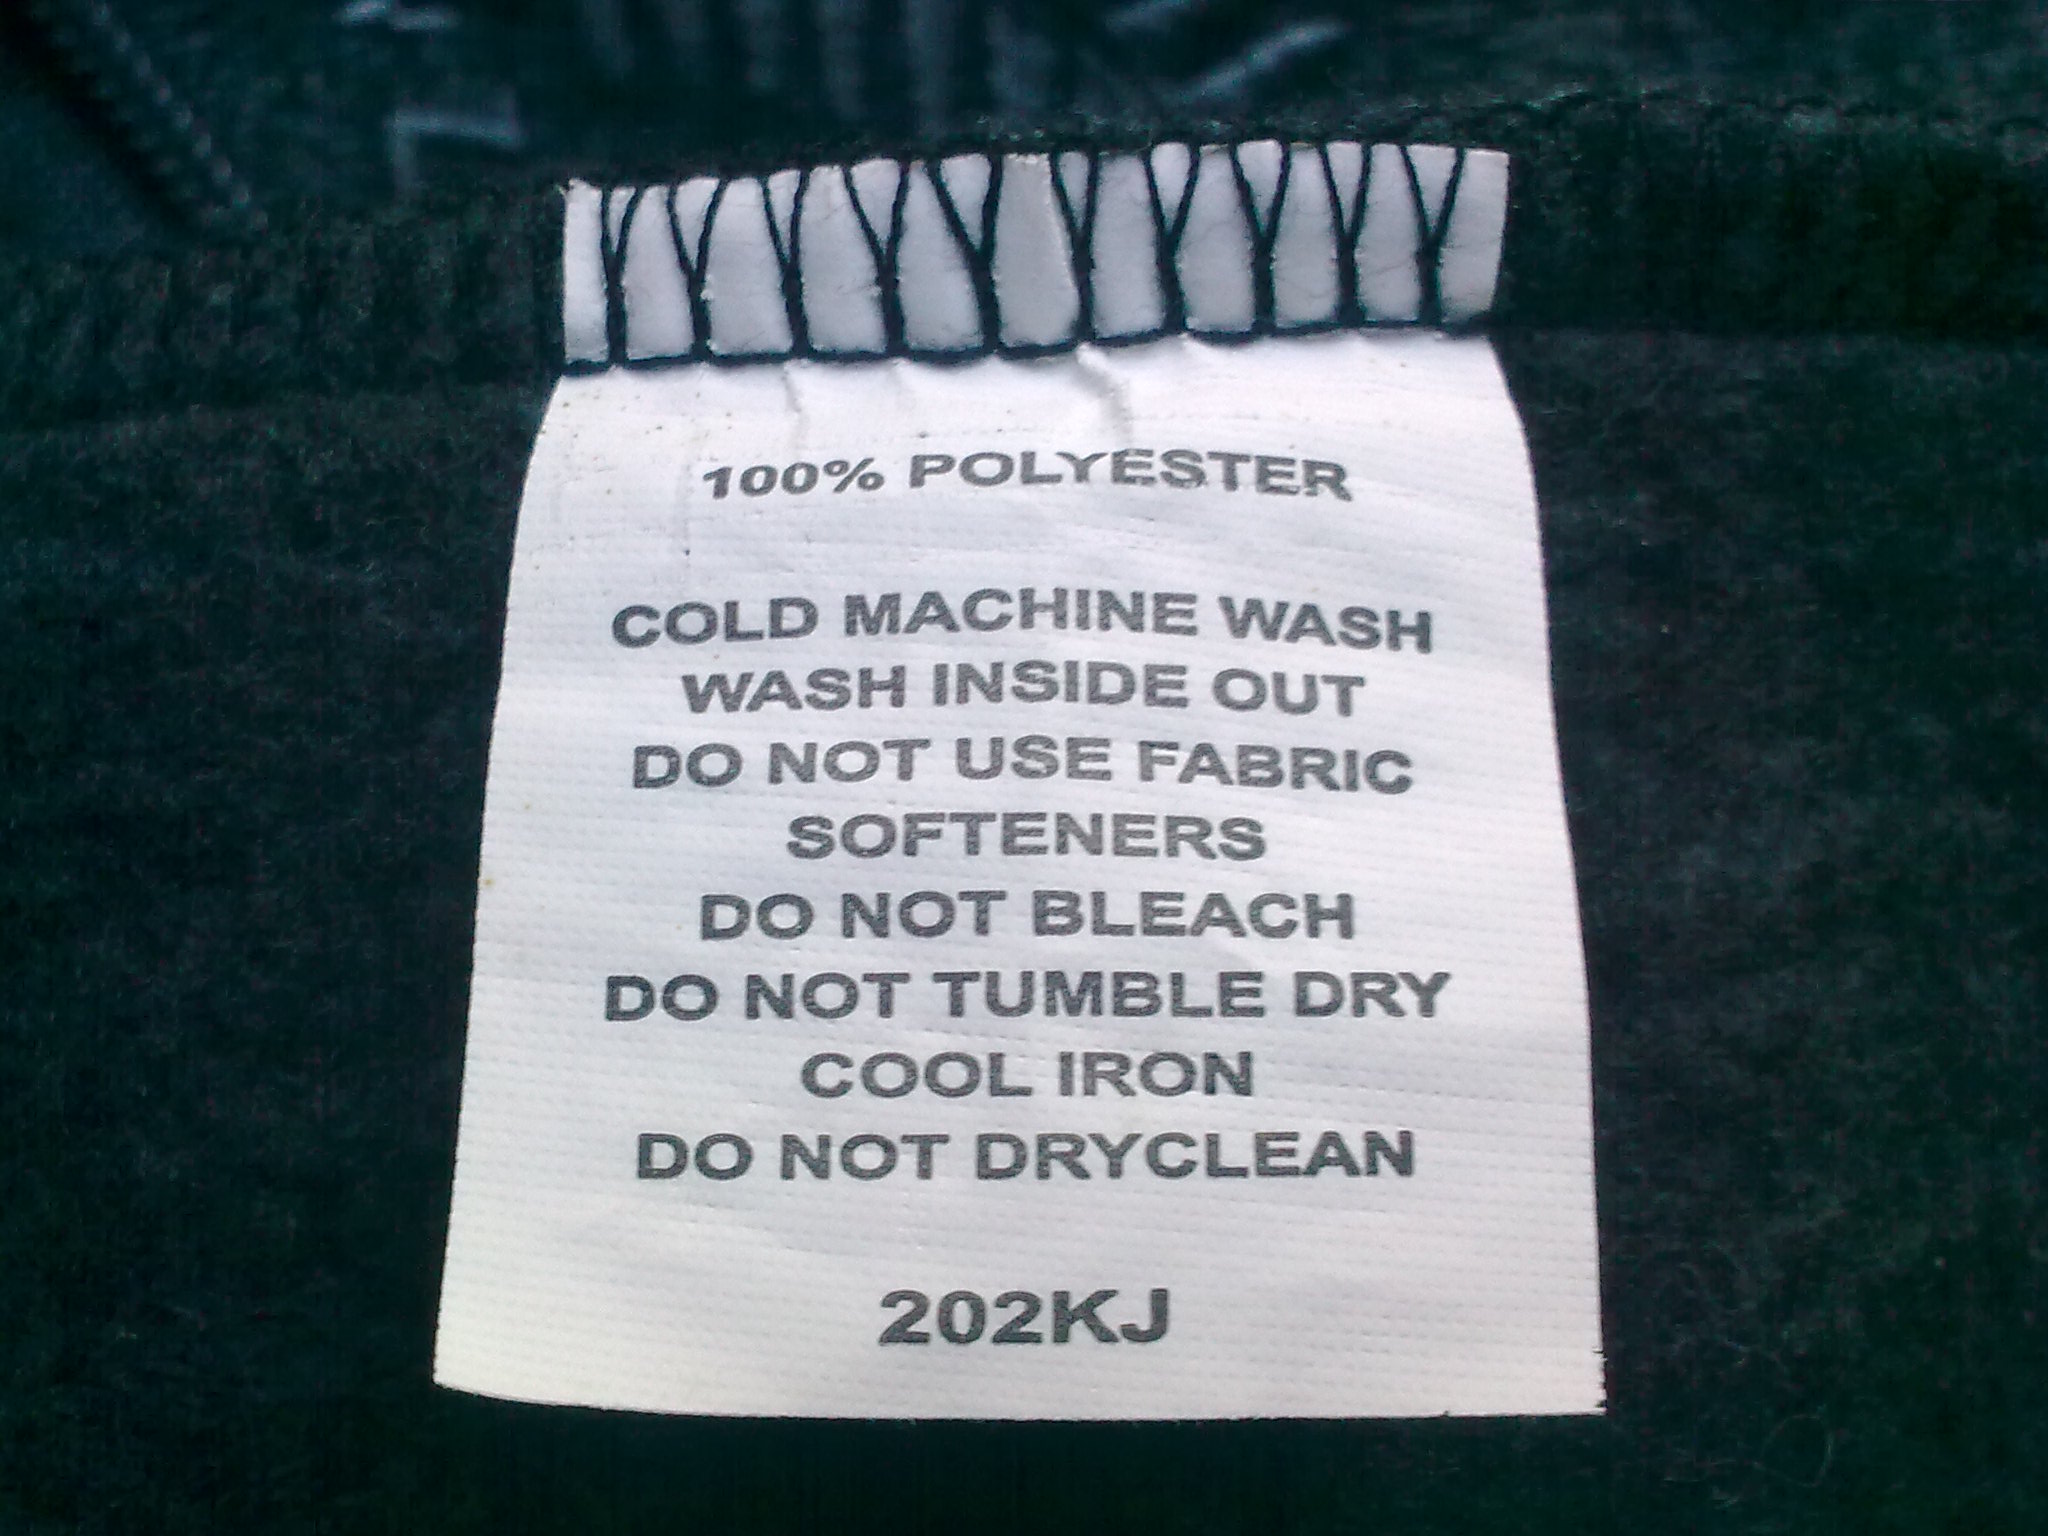 100% POLYESTER
COLD MACHINE WASH
WASH INSIDE OUT
DO NOT USE FABRIC
SOFTENERS
DO NOT BLEACH
DO NOT TUMBLE DRY
COOL IRON
DO NOT DRYCLEAN
202KJ